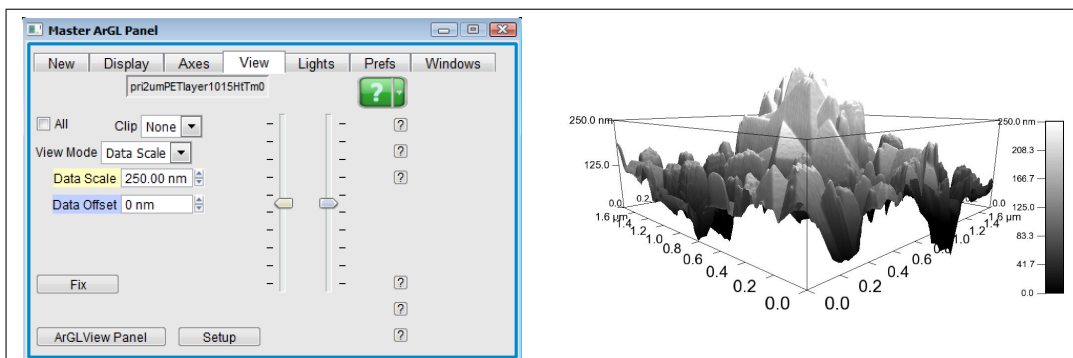 Master ArGL Panel
New Display Axes View Lights Prefs Windows
pri2umPETlayer1015HtTm0
?
All Clip None ?
View Mode Data Scale ?
Data Scale 250.00 nm ?
Data Offset 0 nm
Fix ?
?
ArGLView Panel Setup ?
250.0 nm
125.0
0.0
0.2
1.6 µm
1.4
1.2
1.0
0.8
0.6
0.4
0.2
0.0
0.0
0.2
0.4
0.6
0.8
1.0
1.2
1.4
1.6 µm
0.0
250.0 nm
208.3
166.7
125.0
83.3
41.7
0.0